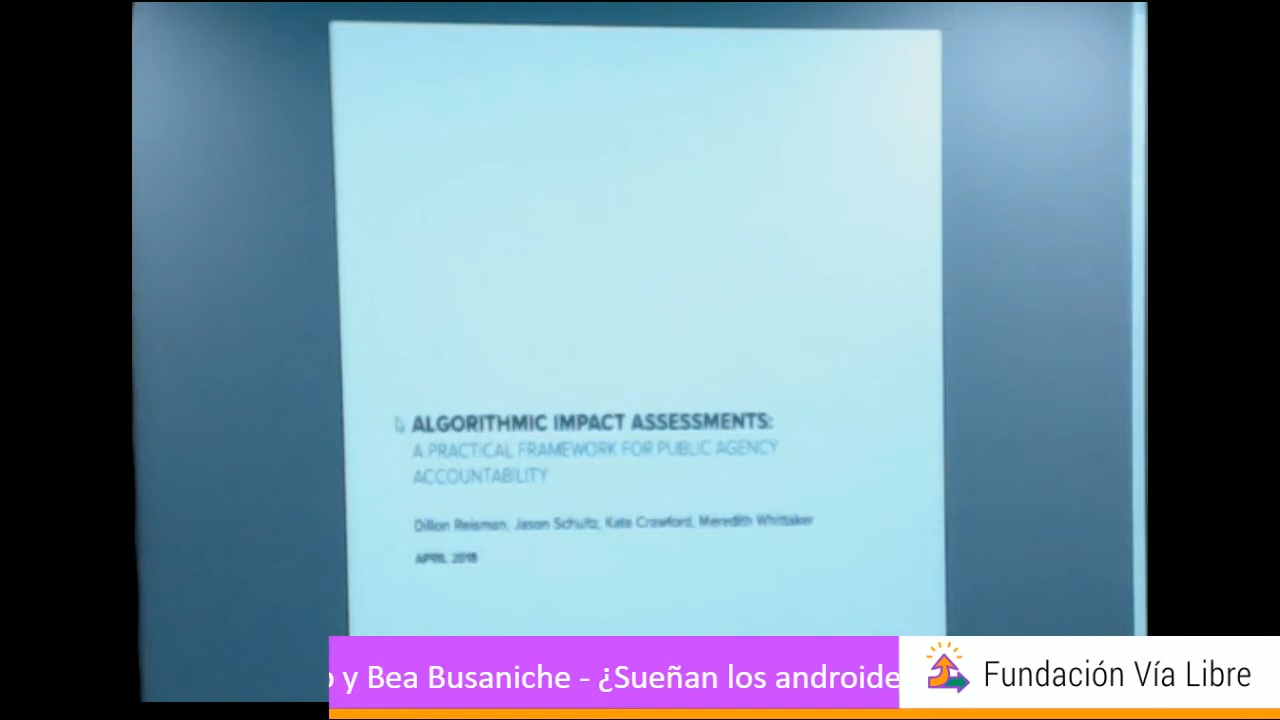 ALGORITHMIC IMPACT ASSESSMENTS:
A PRACTICAL FRAMEWORK FOR PUBLIC AGENCY
ACCOUNTABILITY
Dillon Reisman, Jason Schultz, Kate Crawford, Meredith Whittaker
APRIL 2018
o y Bea Busaniche - ¿Sueñan los androide
Fundación Vía Libre